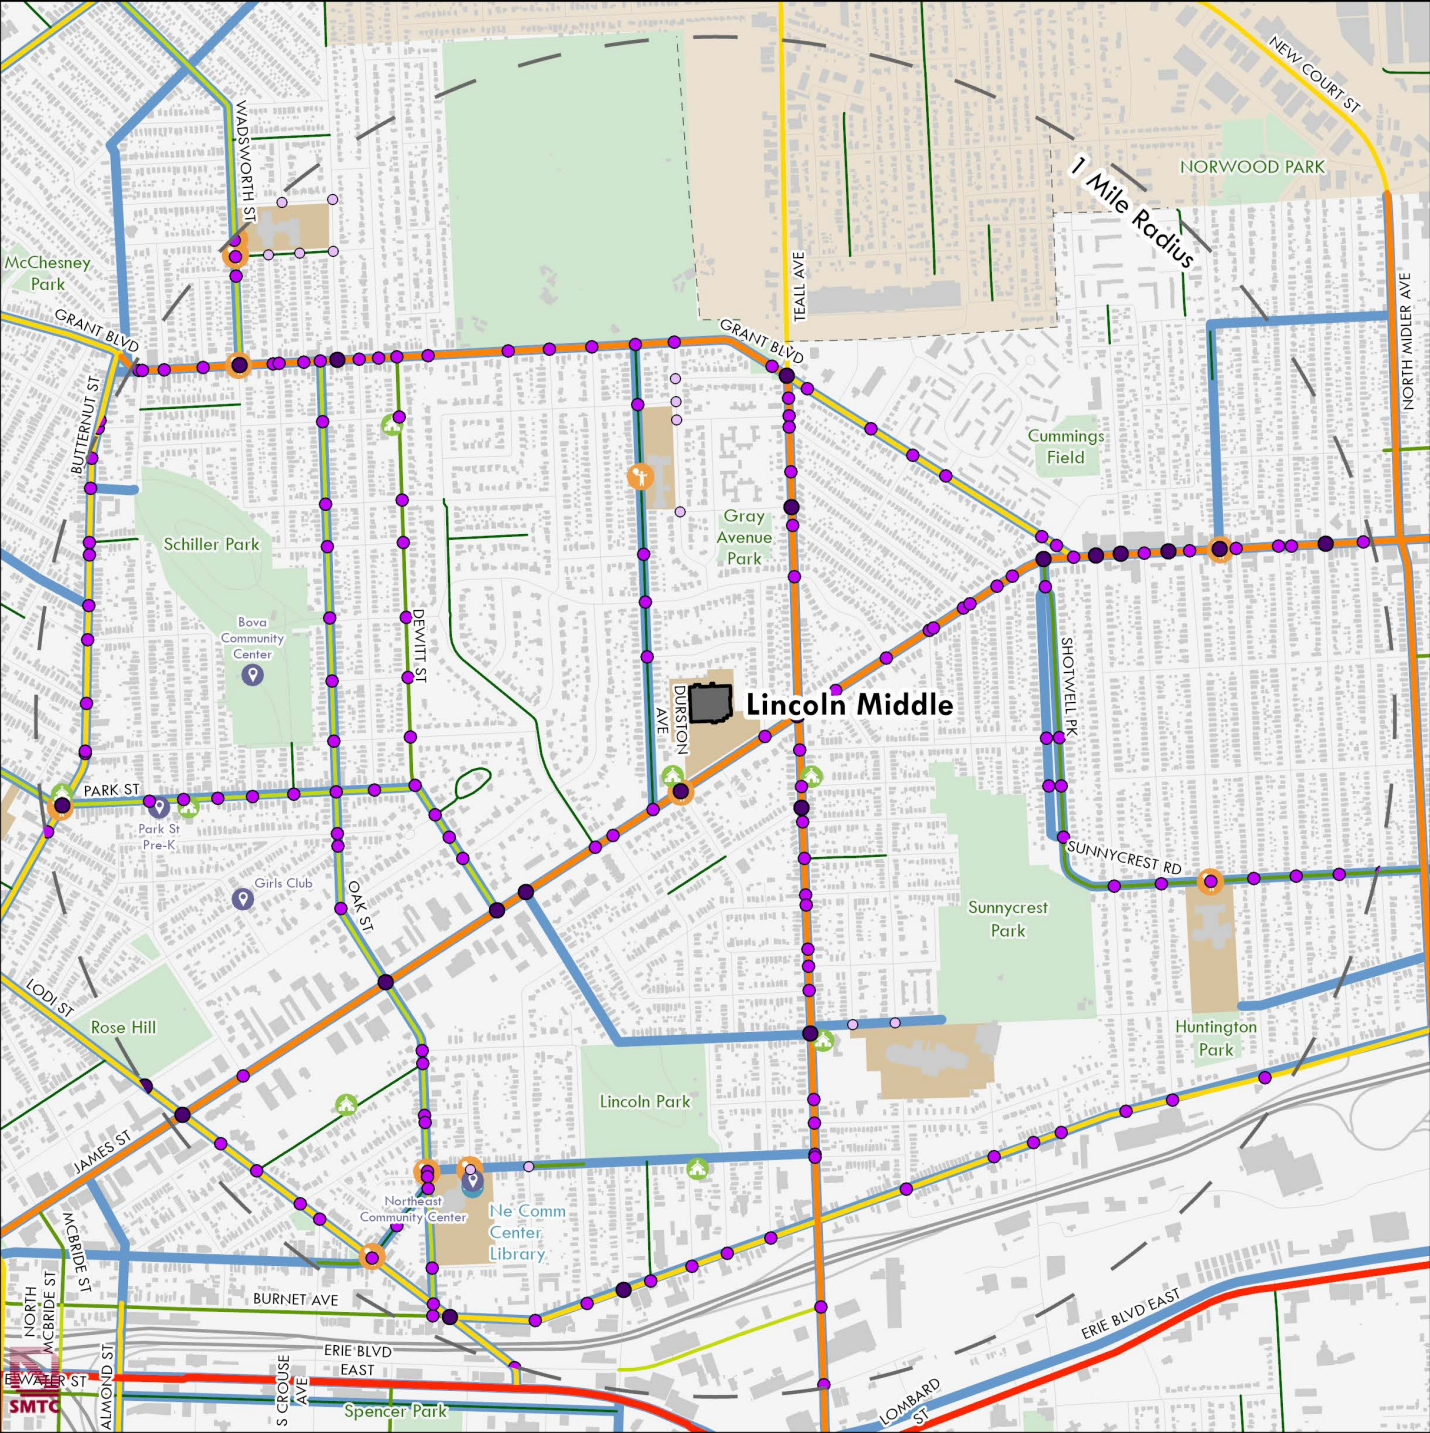 NEW COURT ST
WADSWORTH ST
NORWOOD PARK
1 Mile Radius
McChesney
Park
TEALL AVE
NORTH MIDLER AVE
GRANT BLVD
GRANT BLVD
BUTTERNUT ST
Cummings
Field
Schiller Park
Gray
Avenue
Park
Bova
Community
Center
DEWITT ST
SHOTWELL PK
DURSTON
AVE
Lincoln Middle
PARK ST
Park St
Pre-K
SUNNYCREST RD
Girls Club
OAK ST
Sunnycrest
Park
LODI ST
Rose Hill
Huntington
Park
Lincoln Park
JAMES ST
Northeast
Community Center
Ne Comm
Center
Library
MCBRIDE ST
NORTH
MCBRIDE ST
BURNET AVE
ERIE BLVD EAST
ERIE BLVD
EAST
E WATER ST
ALMOND ST
S CROUSE
AVE
LOMBARD
ST
SMTC
Spencer Park